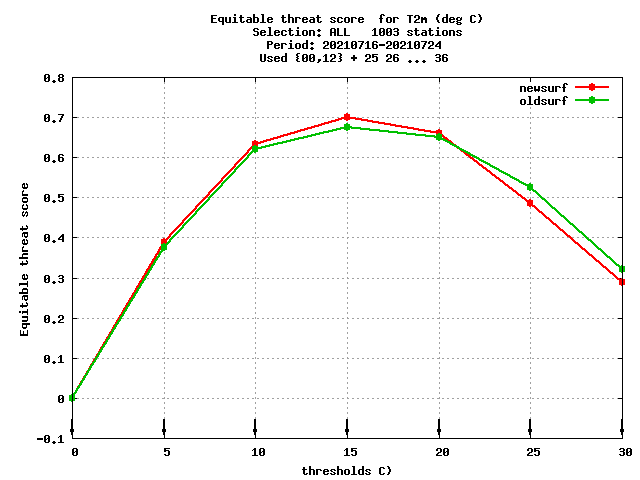 Equitable threat score  for T2m (deg C)
Selection: ALL   1003 stations
Period: 20210716-20210724
Used {00,12} + 25 26 ... 36
newsurf
oldsurf
0.8
0.7
0.6
0.5
0.4
0.3
0.2
0.1
0
-0.1
Equitable threat score
0 5 10 15 20 25 30
thresholds C)